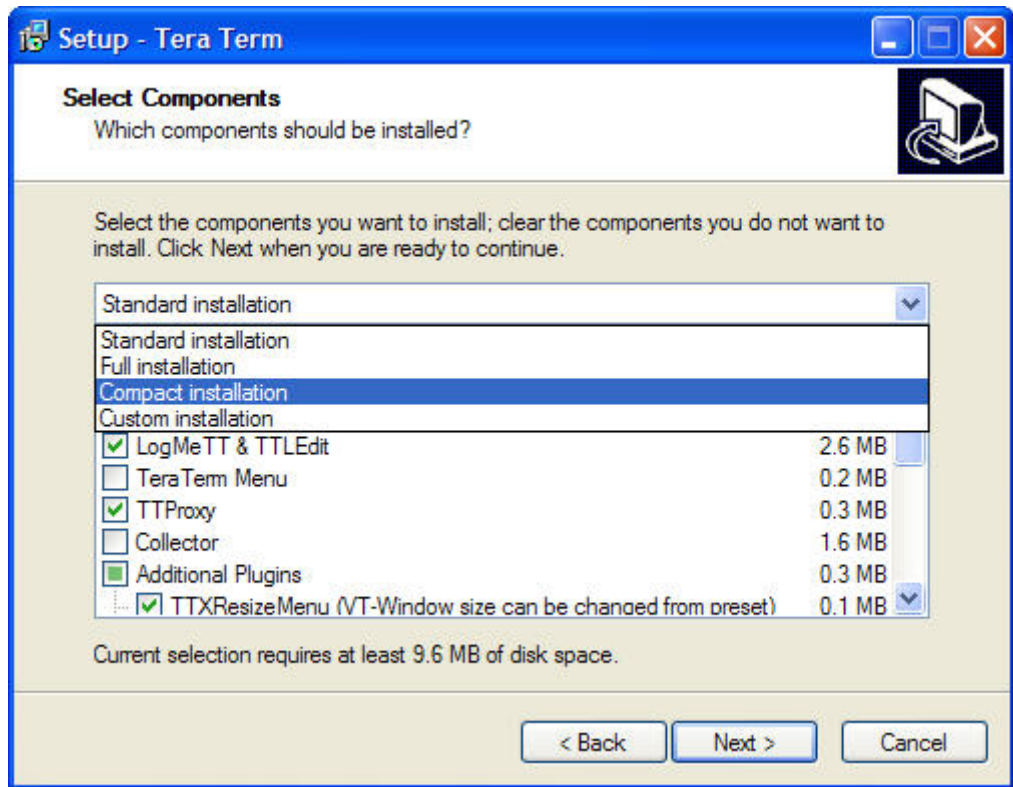 Setup - Tera Term
Select Components
Which components should be installed?
Select the components you want to install; clear the components you do not want to
install. Click Next when you are ready to continue.
Standard installation
Standard installation
Full installation
Compact installation
Custom installation
LogMeTT & TTLEdit 2.6 MB
TeraTerm Menu 0.2 MB
TTProxy 0.3 MB
Collector 1.6 MB
Additional Plugins 0.3 MB
TTXResizeMenu (VT-Window size can be changed from preset) 0.1 MB
Current selection requires at least 9.6 MB of disk space.
< Back Next > Cancel